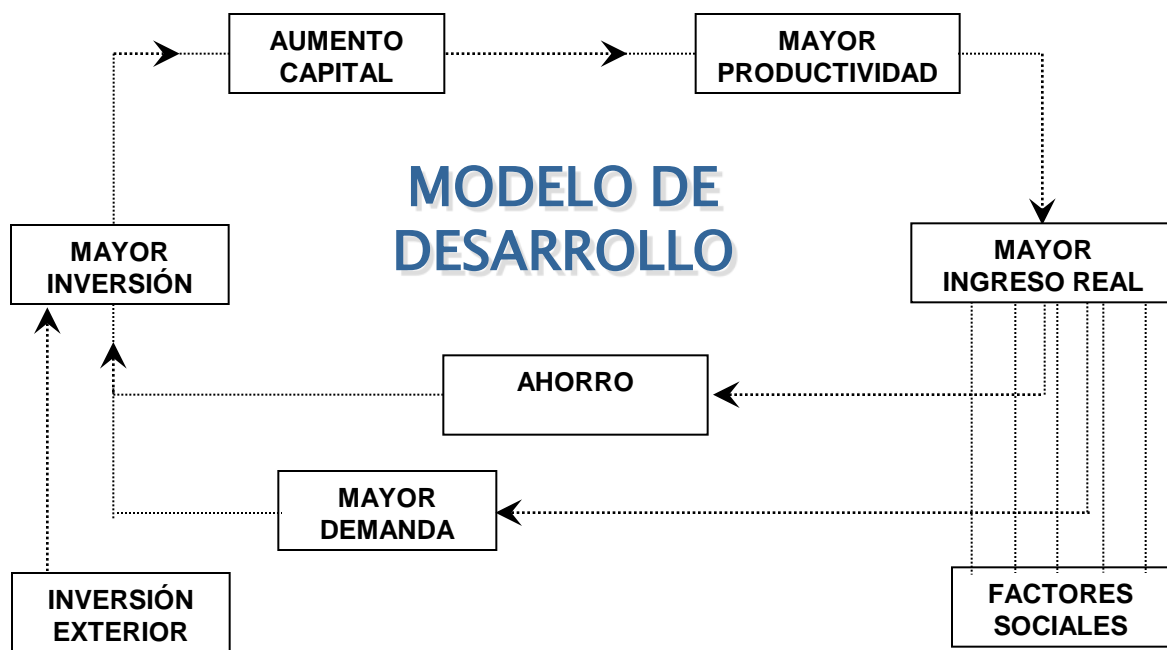 AUMENTO
CAPITAL
MAYOR
PRODUCTIVIDAD
MODELO DE
DESARROLLO
MAYOR
INVERSIÓN
MAYOR
INGRESO REAL
AHORRO
MAYOR
DEMANDA
INVERSIÓN
EXTERIOR
FACTORES
SOCIALES